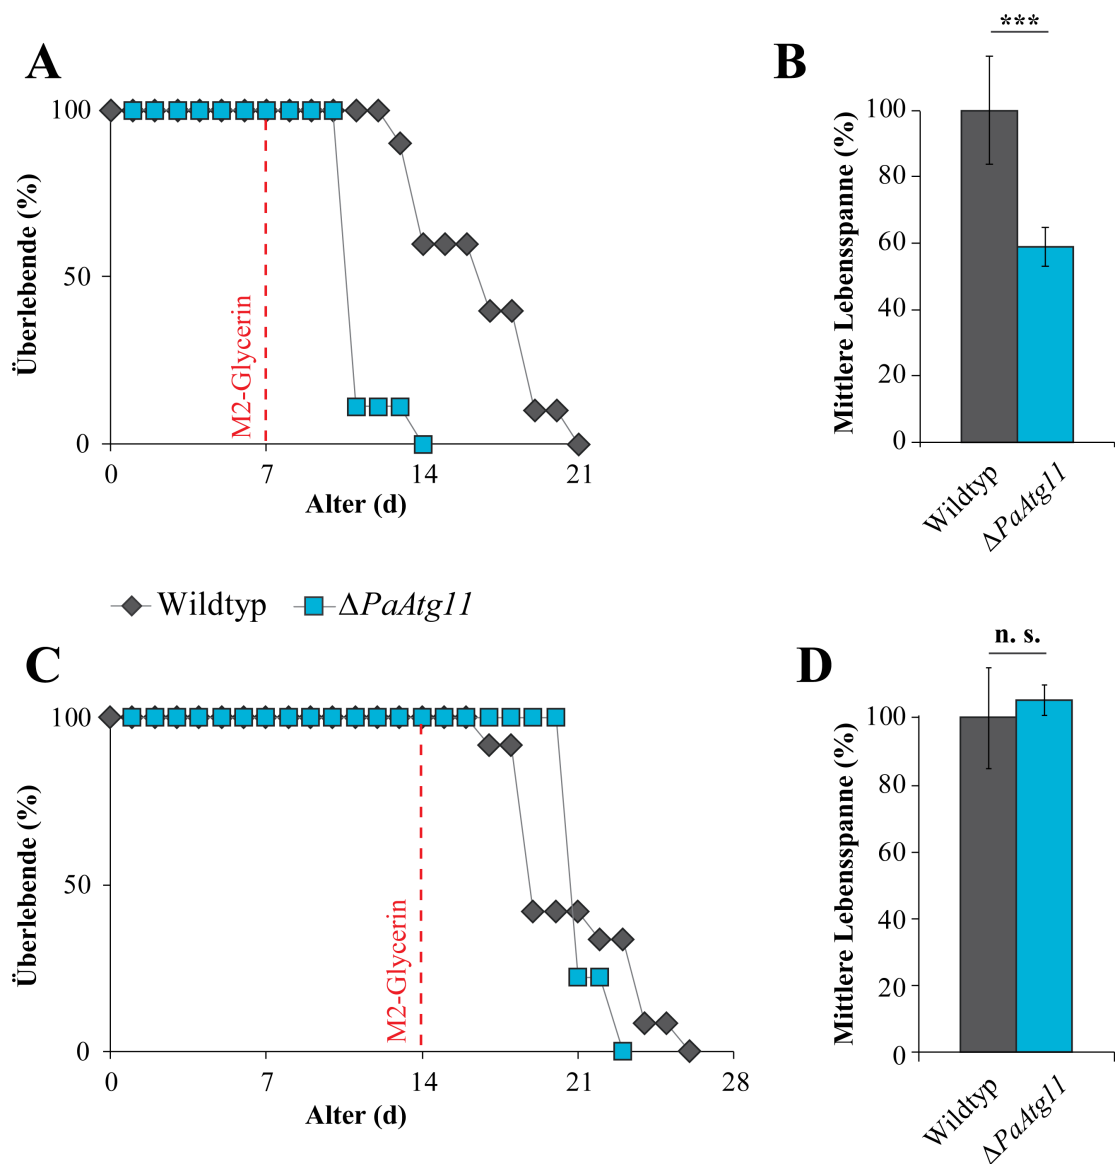 A
Überlebende (%)
100
50
0
M2-Glycerin
0 7 14 21
Alter (d)
B
***
Mittlere Lebensspanne (%)
100
80
60
40
20
0
Wildtyp
ΔPaAtg11
Wildtyp ΔPaAtg11
C
Überlebende (%)
100
50
0
M2-Glycerin
0 7 14 21 28
Alter (d)
D
n. s.
Mittlere Lebensspanne (%)
100
80
60
40
20
0
Wildtyp
ΔPaAtg11